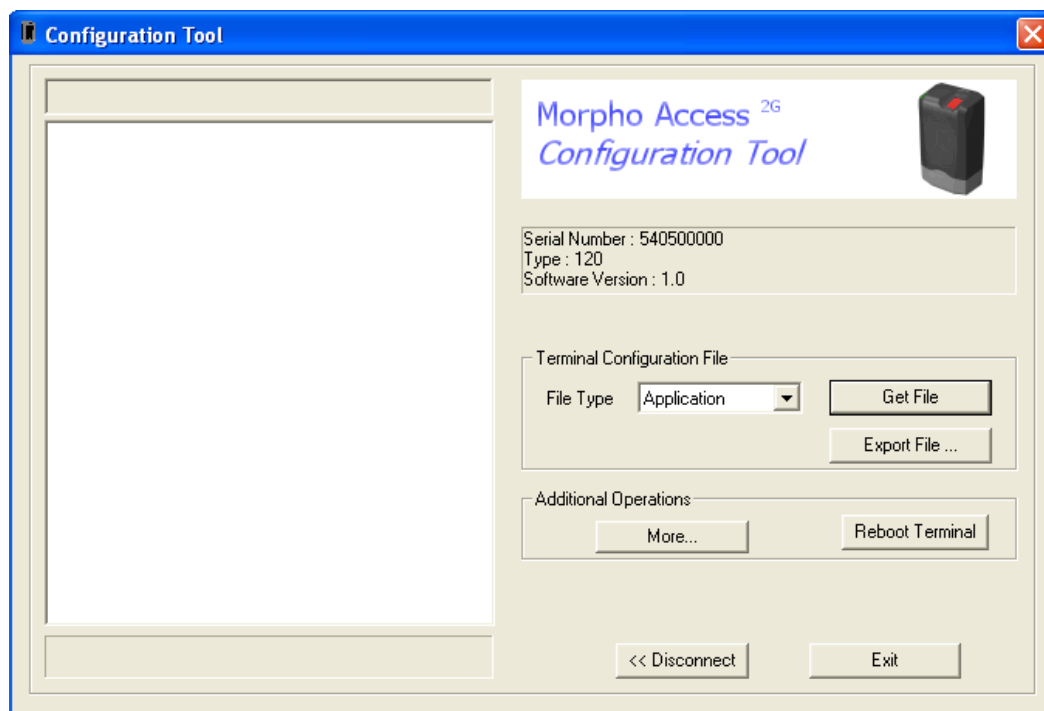 Configuration Tool
Morpho Access 2G
Configuration Tool
Serial Number : 540500000
Type : 120
Software Version : 1.0
Terminal Configuration File
File Type Application Get File
Export File ...
Additional Operations
More... Reboot Terminal
<< Disconnect Exit